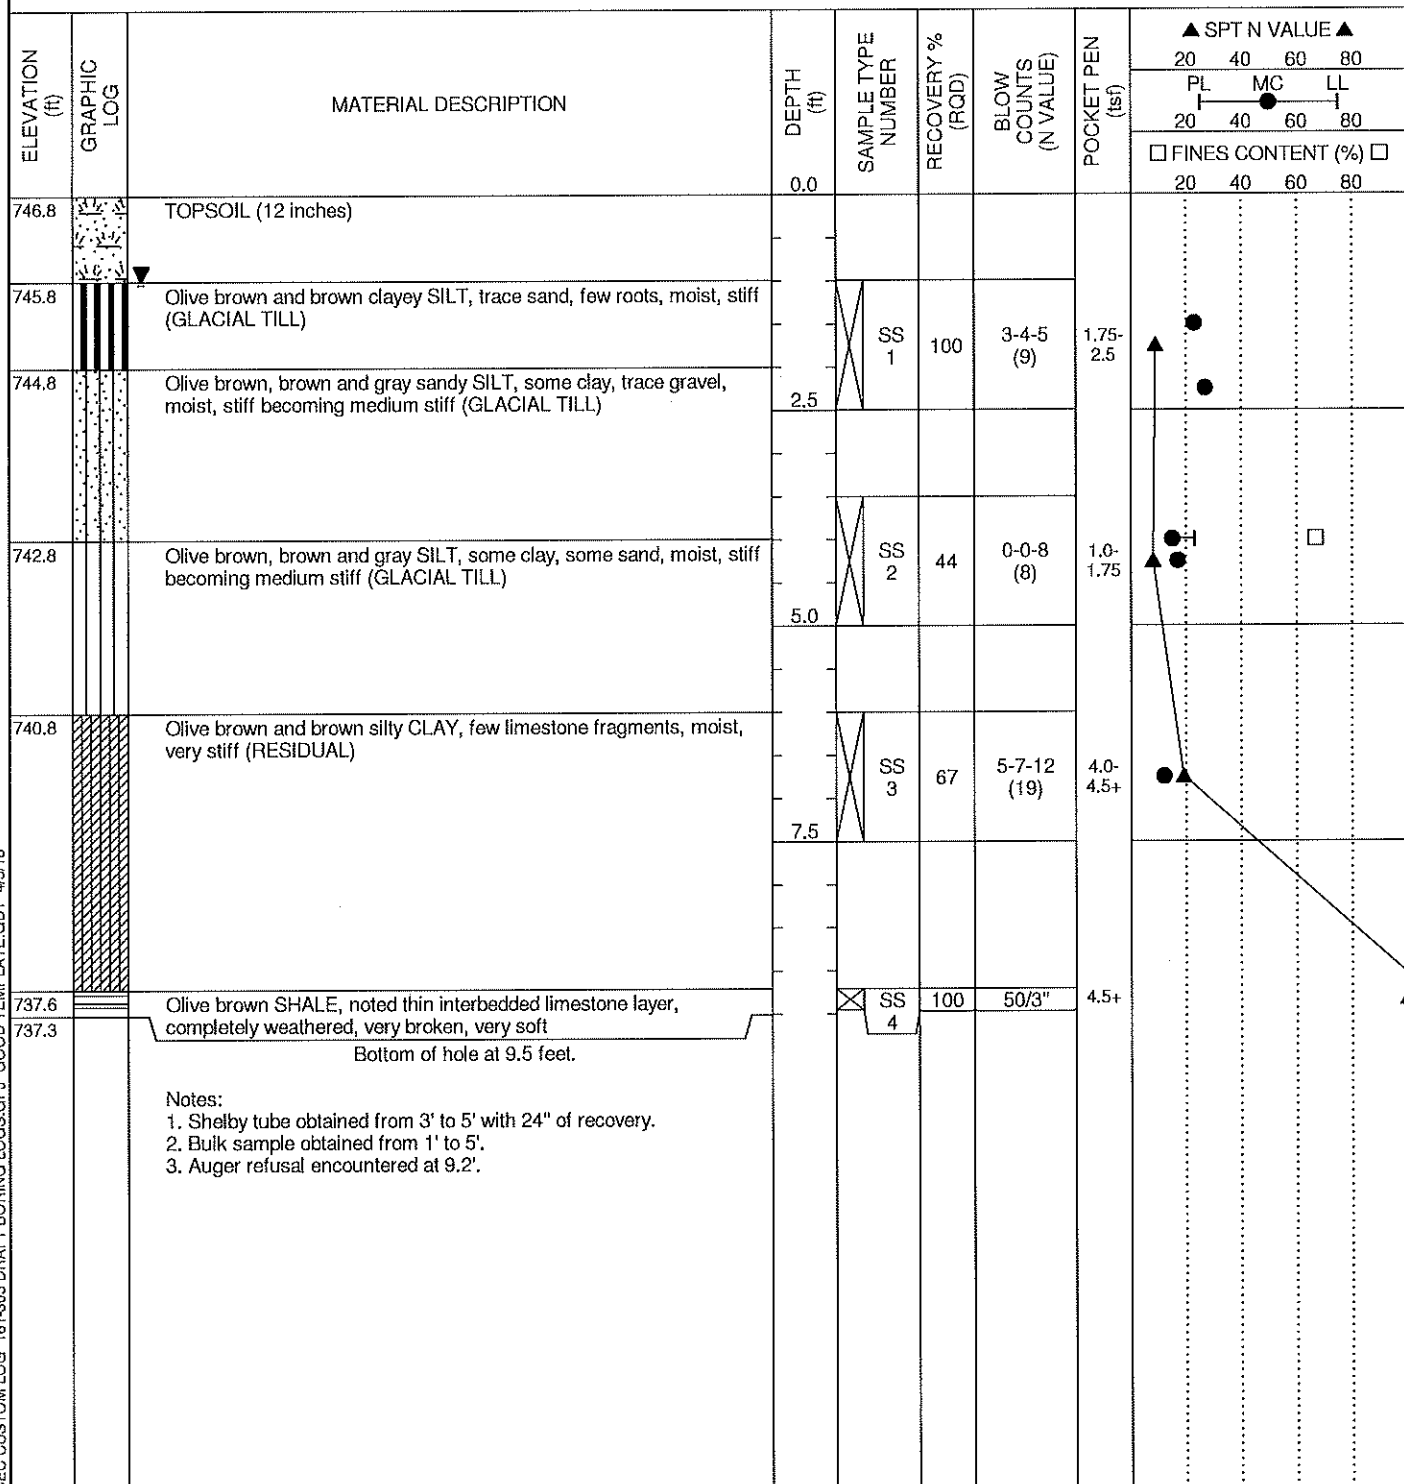 ELEVATION
(ft)
GRAPHIC
LOG
MATERIAL DESCRIPTION
DEPTH
(ft)
SAMPLE TYPE
NUMBER
RECOVERY %
(RQD)
BLOW
COUNTS
(N VALUE)
POCKET PEN
(tsf)
▲ SPT N VALUE ▲
20 40 60 80
PL MC LL
20 40 60 80
□ FINES CONTENT (%) □
20 40 60 80
0.0
746.8 TOPSOIL (12 inches)
745.8 Olive brown and brown clayey SILT, trace sand, few roots, moist, stiff
(GLACIAL TILL)
SS
1
100
3-4-5
(9)
1.75-
2.5
744.8 Olive brown, brown and gray sandy SILT, some clay, trace gravel,
moist, stiff becoming medium stiff (GLACIAL TILL)
2.5
742.8 Olive brown, brown and gray SILT, some clay, some sand, moist, stiff
becoming medium stiff (GLACIAL TILL)
SS
2
44
0-0-8
(8)
1.0-
1.75
5.0
740.8 Olive brown and brown silty CLAY, few limestone fragments, moist,
very stiff (RESIDUAL)
SS
3
67
5-7-12
(19)
4.0-
4.5+
7.5
737.6 Olive brown SHALE, noted thin interbedded limestone layer,
737.3 completely weathered, very broken, very soft
SS
4
100
50/3"
4.5+
Bottom of hole at 9.5 feet.
Notes:
1. Shelby tube obtained from 3' to 5' with 24" of recovery.
2. Bulk sample obtained from 1' to 5'.
3. Auger refusal encountered at 9.2'.